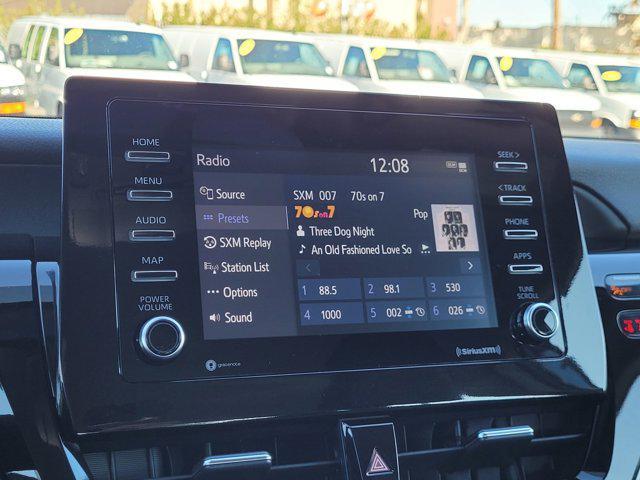 HOME
MENU
AUDIO
MAP
POWER
VOLUME
Radio
12:08
Source
Presets
SXM Replay
Station List
Options
Sound
SXM 007 70s on 7
70s on 7
Pop
Three Dog Night
An Old Fashioned Love So
1 88.5
2 98.1
3 530
4 1000
5 002
6 026
SEEK >
< TRACK
PHONE
APPS
TUNE
SCROLL
gracenote
((SiriusXM))